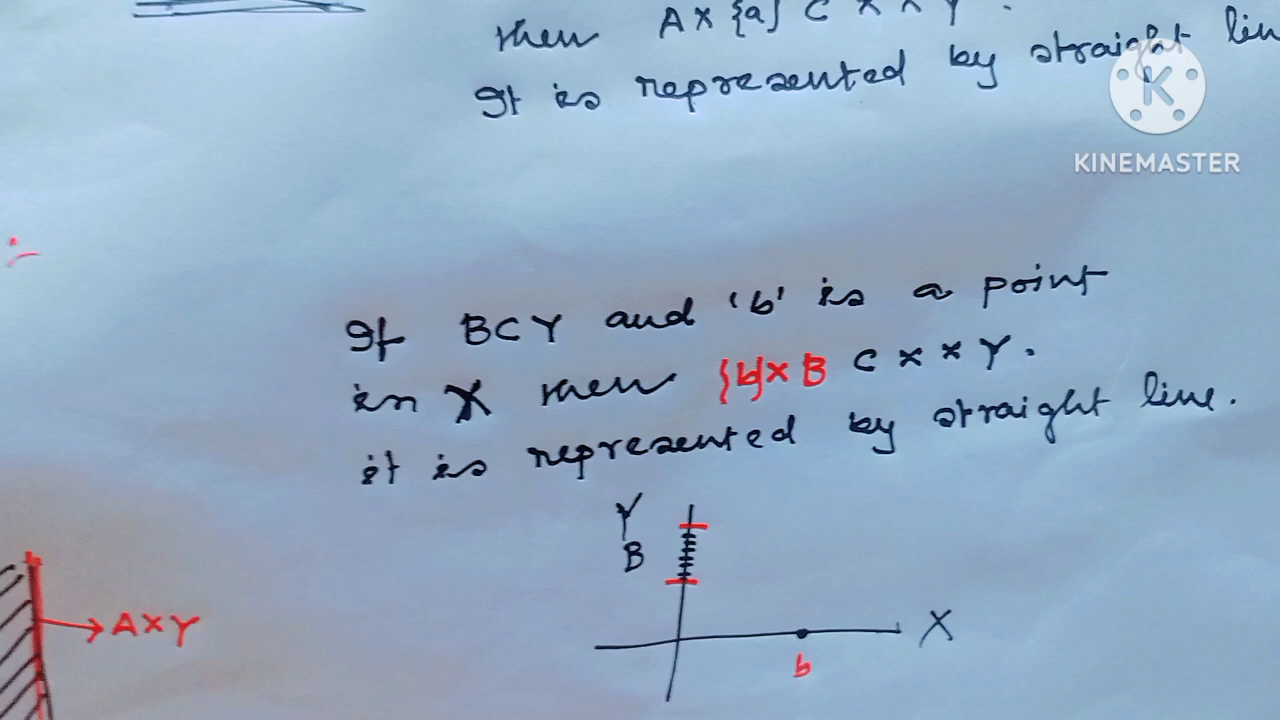 then A × {a} ⊂ X × Y.
It is represented by straight lin
KINEMASTER
If B⊂Y and 'b' is a point
in X then {b}×B ⊂ X × Y.
it is represented by straight line.
Y
B
X
b
→ A×Y